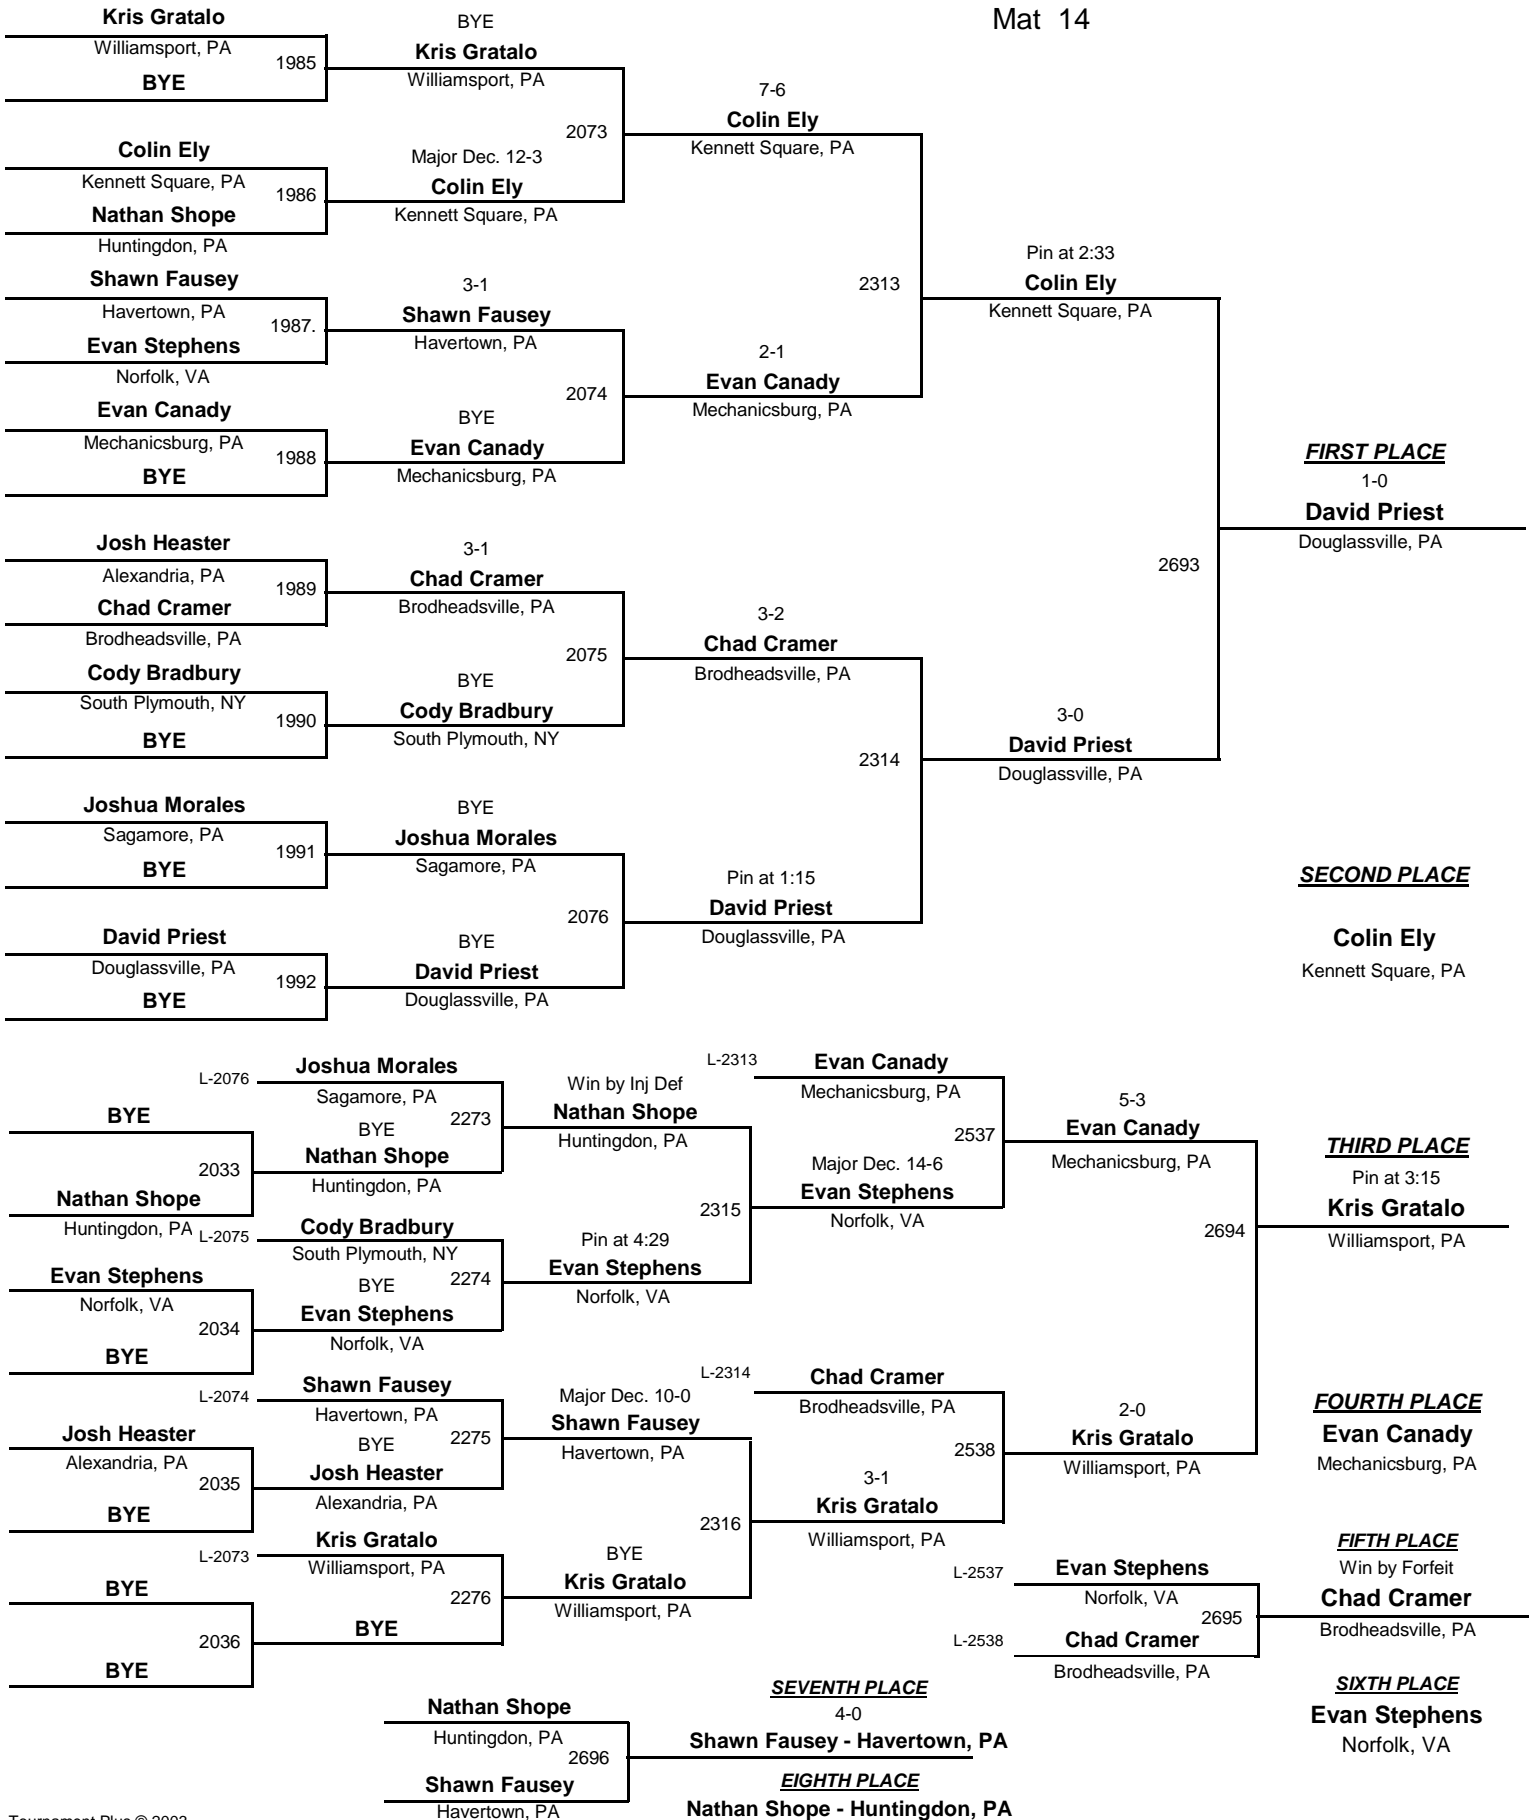 Mat 14
Kris Gratalo
Williamsport, PA
1985
BYE
Colin Ely
Kennett Square, PA
1986
Nathan Shope
Huntingdon, PA
Shawn Fausey
Havertown, PA
1987.
Evan Stephens
Norfolk, VA
Evan Canady
Mechanicsburg, PA
1988
BYE
Josh Heaster
Alexandria, PA
1989
Chad Cramer
Brodheadsville, PA
Cody Bradbury
South Plymouth, NY
1990
BYE
Joshua Morales
Sagamore, PA
1991
BYE
David Priest
Douglassville, PA
1992
BYE
BYE
Kris Gratalo
Williamsport, PA
2073
Major Dec. 12-3
Colin Ely
Kennett Square, PA
3-1
Shawn Fausey
Havertown, PA
2074
BYE
Evan Canady
Mechanicsburg, PA
3-1
Chad Cramer
Brodheadsville, PA
2075
BYE
Cody Bradbury
South Plymouth, NY
BYE
Joshua Morales
Sagamore, PA
2076
BYE
David Priest
Douglassville, PA
7-6
Colin Ely
Kennett Square, PA
2313
2-1
Evan Canady
Mechanicsburg, PA
3-2
Chad Cramer
Brodheadsville, PA
2314
Pin at 1:15
David Priest
Douglassville, PA
Pin at 2:33
Colin Ely
Kennett Square, PA
2693
3-0
David Priest
Douglassville, PA
FIRST PLACE
1-0
David Priest
Douglassville, PA
SECOND PLACE
Colin Ely
Kennett Square, PA
BYE
2033
Nathan Shope
Huntingdon, PA
Evan Stephens
Norfolk, VA
2034
BYE
Josh Heaster
Alexandria, PA
2035
BYE
BYE
2036
BYE
L-2076
Joshua Morales
Sagamore, PA
2273
BYE
Nathan Shope
Huntingdon, PA
L-2075
Cody Bradbury
South Plymouth, NY
2274
BYE
Evan Stephens
Norfolk, VA
L-2074
Shawn Fausey
Havertown, PA
2275
BYE
Josh Heaster
Alexandria, PA
L-2073
Kris Gratalo
Williamsport, PA
2276
BYE
Win by Inj Def
Nathan Shope
Huntingdon, PA
2315
Pin at 4:29
Evan Stephens
Norfolk, VA
Major Dec. 10-0
Shawn Fausey
Havertown, PA
2316
BYE
Kris Gratalo
Williamsport, PA
L-2313
Evan Canady
Mechanicsburg, PA
2537
Major Dec. 14-6
Evan Stephens
Norfolk, VA
L-2314
Chad Cramer
Brodheadsville, PA
2538
3-1
Kris Gratalo
Williamsport, PA
5-3
Evan Canady
Mechanicsburg, PA
2694
2-0
Kris Gratalo
Williamsport, PA
THIRD PLACE
Pin at 3:15
Kris Gratalo
Williamsport, PA
FOURTH PLACE
Evan Canady
Mechanicsburg, PA
L-2537
Evan Stephens
Norfolk, VA
2695
L-2538
Chad Cramer
Brodheadsville, PA
FIFTH PLACE
Win by Forfeit
Chad Cramer
Brodheadsville, PA
SIXTH PLACE
Evan Stephens
Norfolk, VA
Nathan Shope
Huntingdon, PA
2696
Shawn Fausey
Havertown, PA
SEVENTH PLACE
4-0
Shawn Fausey - Havertown, PA
EIGHTH PLACE
Nathan Shope - Huntingdon, PA